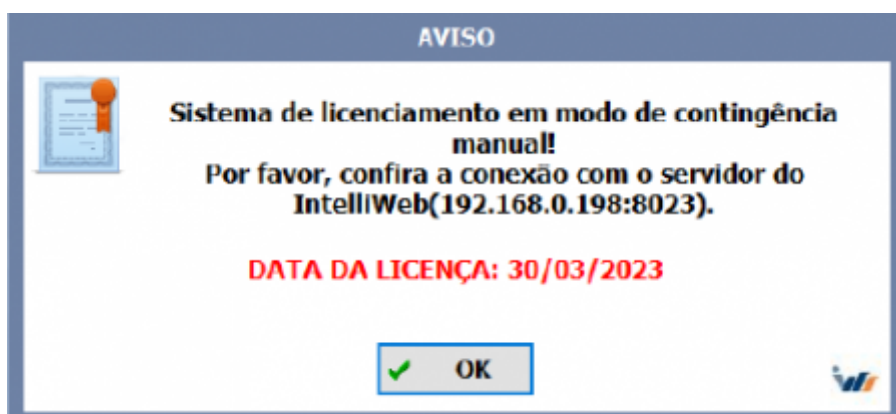 AVISO
Sistema de licenciamento em modo de contingência
manual!
Por favor, confira a conexão com o servidor do
IntelliWeb(192.168.0.198:8023).
DATA DA LICENÇA: 30/03/2023
OK